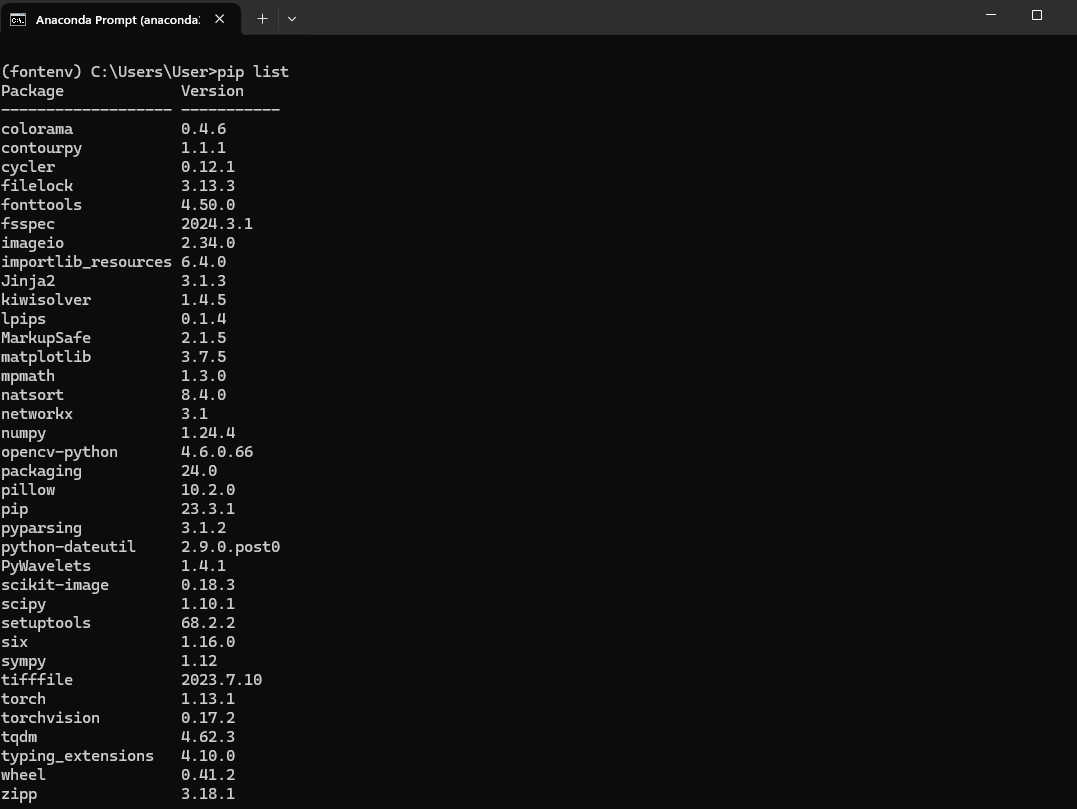 Anaconda Prompt (anaconda:
(fontenv) C:\Users\User>pip list
Package Version
------------------- -----------
colorama 0.4.6
contourpy 1.1.1
cycler 0.12.1
filelock 3.13.3
fonttools 4.50.0
fsspec 2024.3.1
imageio 2.34.0
importlib_resources 6.4.0
Jinja2 3.1.3
kiwisolver 1.4.5
lpips 0.1.4
MarkupSafe 2.1.5
matplotlib 3.7.5
mpmath 1.3.0
natsort 8.4.0
networkx 3.1
numpy 1.24.4
opencv-python 4.6.0.66
packaging 24.0
pillow 10.2.0
pip 23.3.1
pyparsing 3.1.2
python-dateutil 2.9.0.post0
PyWavelets 1.4.1
scikit-image 0.18.3
scipy 1.10.1
setuptools 68.2.2
six 1.16.0
sympy 1.12
tifffile 2023.7.10
torch 1.13.1
torchvision 0.17.2
tqdm 4.62.3
typing_extensions 4.10.0
wheel 0.41.2
zipp 3.18.1